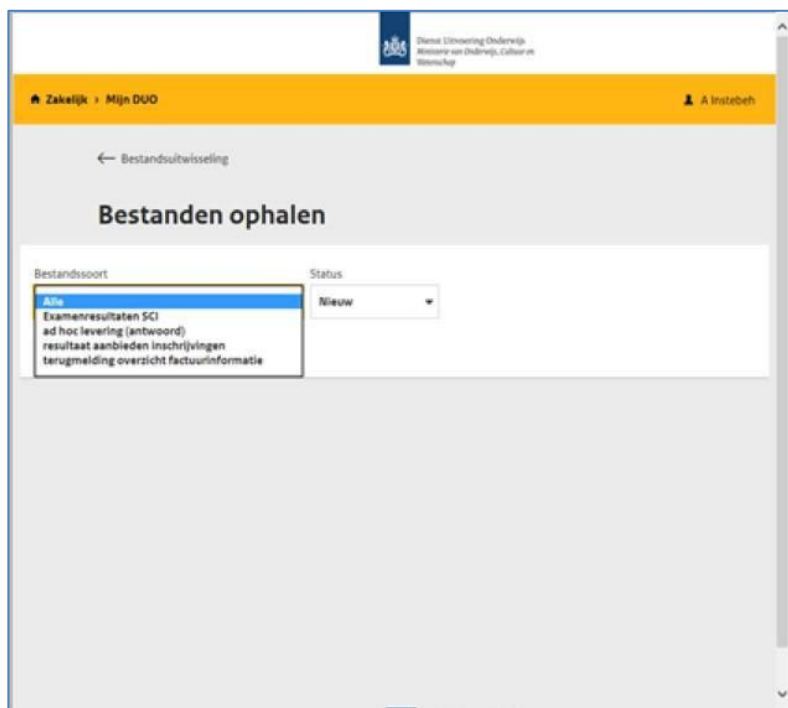 Dienst Uitvoering Onderwijs
Ministerie van Onderwijs, Cultuur en
Wetenschap
Zakelijk › Mijn DUO
A Instebeh
← Bestandsuitwisseling
Bestanden ophalen
Bestandssoort
Status
Alle
Nieuw
Examenresultaten SCI
ad hoc levering (antwoord)
resultaat aanbieden inschrijvingen
terugmelding overzicht factuurinformatie